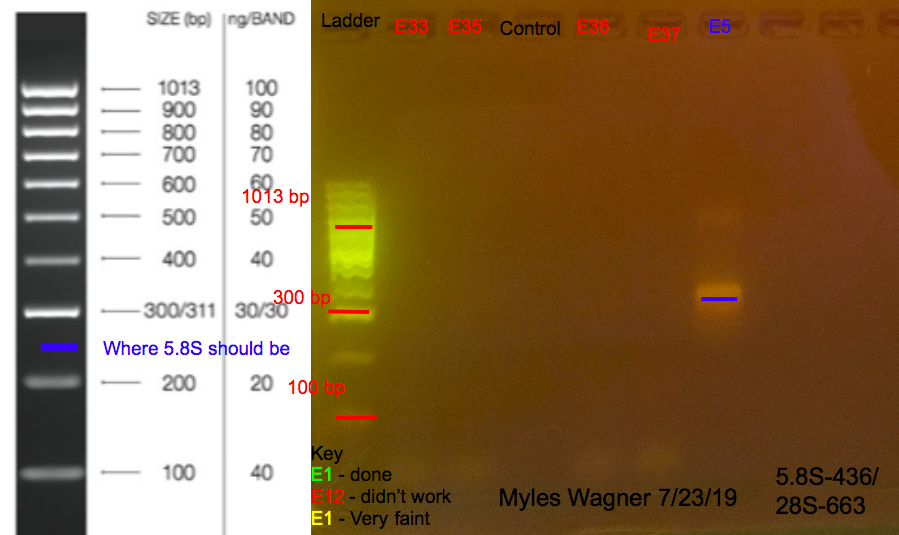 SIZE (bp) ng/BAND
1013 100
900 90
800 80
700 70
600 60
500 50
400 40
300/311 30/30
Where 5.8S should be
200 20
100 40
Ladder E33 E35 Control E36 E37 E5
1013 bp
300 bp
100 bp
Key
E1 - done
E12 - didn't work
E1 - Very faint
Myles Wagner 7/23/19
5.8S-436/
28S-663